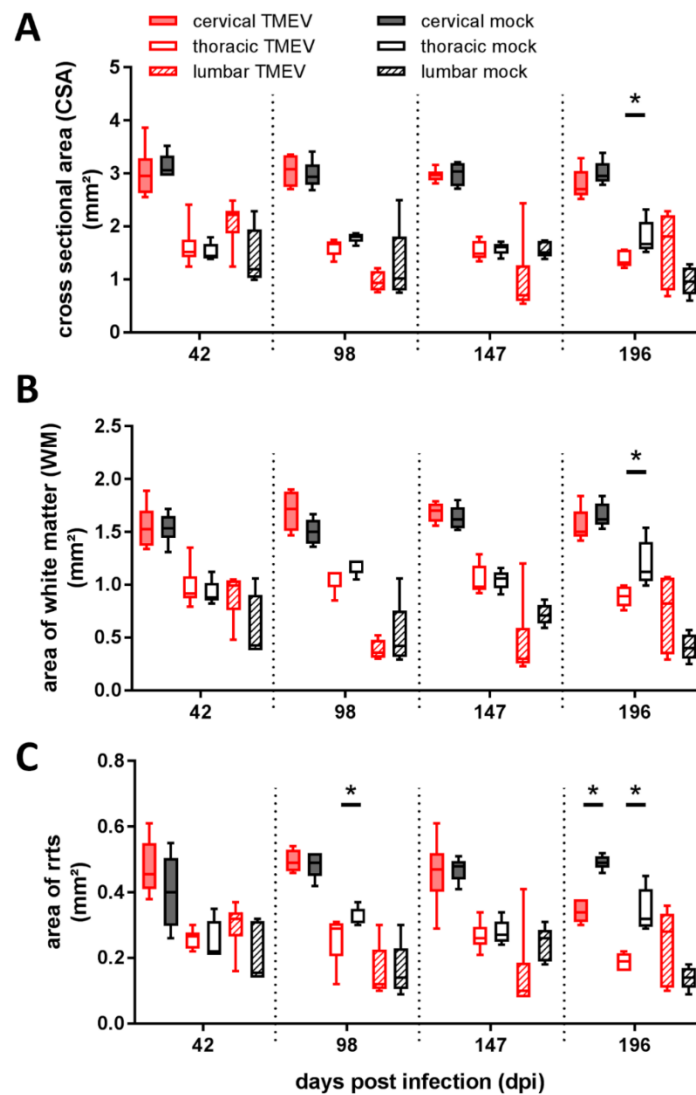 A
cervical TMEV
cervical mock
thoracic TMEV
thoracic mock
lumbar TMEV
lumbar mock
cross sectional area (CSA)
(mm²)
5
4
3
2
1
0
*
42
98
147
196
B
area of white matter (WM)
(mm²)
2.5
2.0
1.5
1.0
0.5
0.0
*
42
98
147
196
C
area of rrts
(mm²)
0.8
0.6
0.4
0.2
0.0
*
*
*
42
98
147
196
days post infection (dpi)